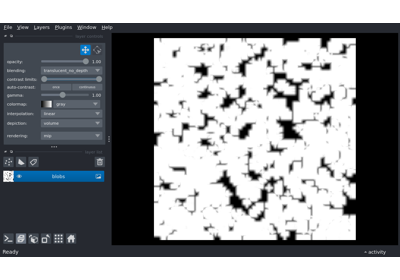 File View Layers Plugins Window Help
opacity: 1.00
blending: translucent_no_depth
contrast limits:
auto-contrast: once continuous
gamma: 1.00
colormap: gray
interpolation: linear
depiction: volume
rendering: mip
blobs
Ready activity